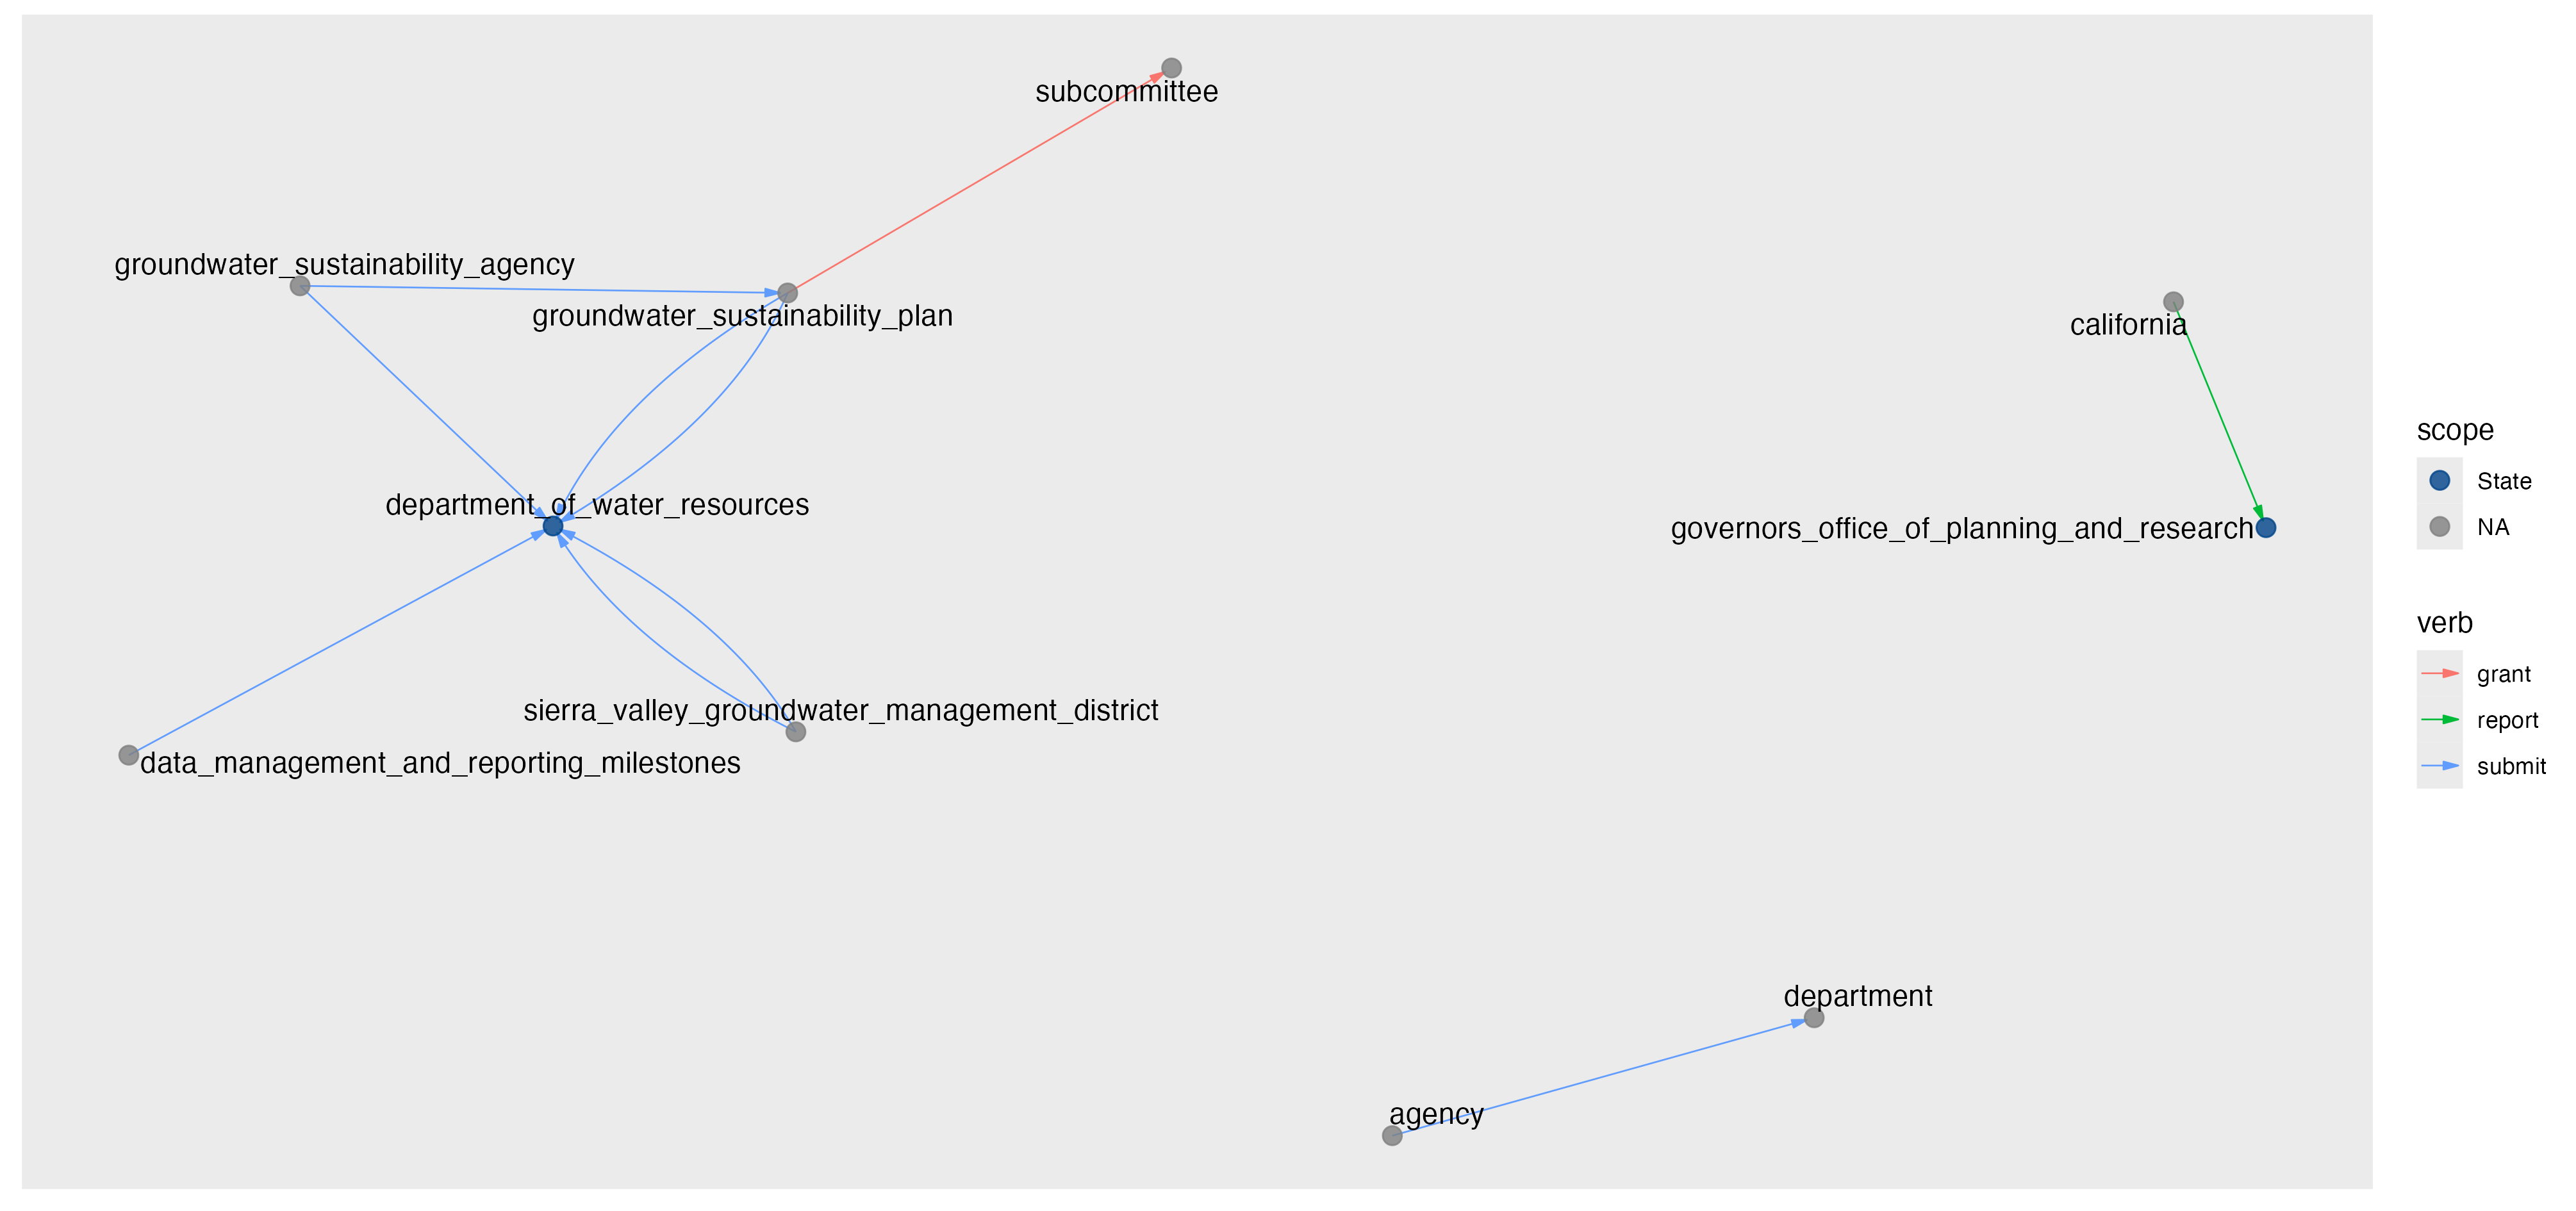 subcommittee
groundwater_sustainability_agency
groundwater_sustainability_plan
california
department_of_water_resources
governors_office_of_planning_and_research
sierra_valley_groundwater_management_district
data_management_and_reporting_milestones
department
agency
scope
State
NA
verb
grant
report
submit